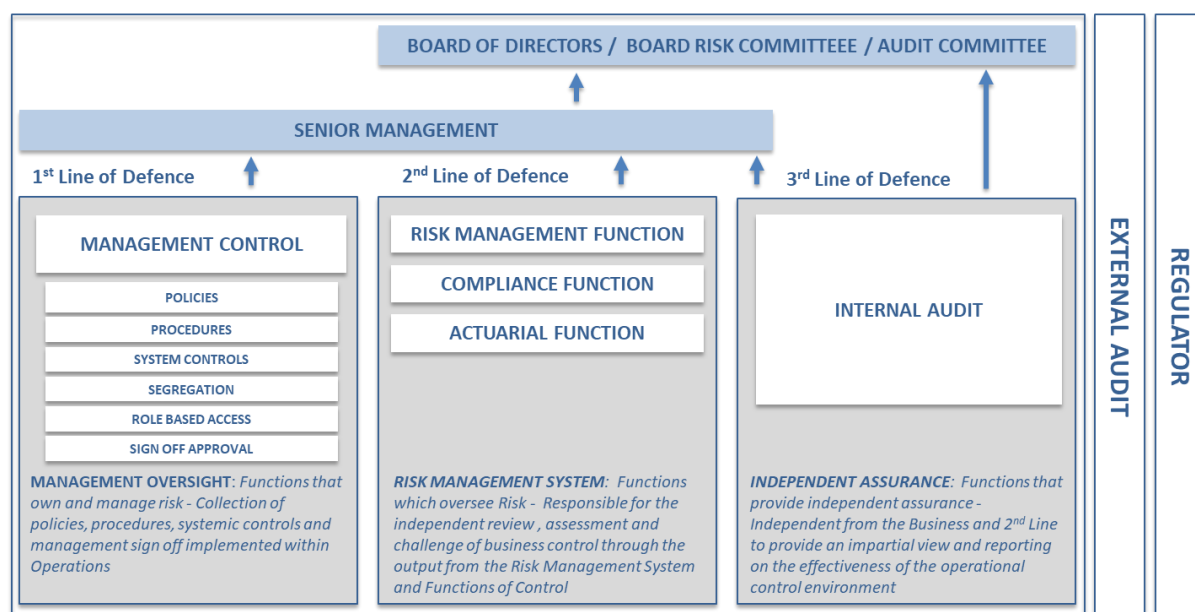 BOARD OF DIRECTORS / BOARD RISK COMMITTEEE / AUDIT COMMITTEE
SENIOR MANAGEMENT
1st Line of Defence
2nd Line of Defence
3rd Line of Defence
MANAGEMENT CONTROL
POLICIES
PROCEDURES
SYSTEM CONTROLS
SEGREGATION
ROLE BASED ACCESS
SIGN OFF APPROVAL
MANAGEMENT OVERSIGHT: Functions that
own and manage risk - Collection of
policies, procedures, systemic controls and
management sign off implemented within
Operations
RISK MANAGEMENT FUNCTION
COMPLIANCE FUNCTION
ACTUARIAL FUNCTION
RISK MANAGEMENT SYSTEM: Functions
which oversee Risk - Responsible for the
independent review , assessment and
challenge of business control through the
output from the Risk Management System
and Functions of Control
INTERNAL AUDIT
INDEPENDENT ASSURANCE: Functions that
provide independent assurance -
Independent from the Business and 2nd Line
to provide an impartial view and reporting
on the effectiveness of the operational
control environment
EXTERNAL AUDIT
REGULATOR